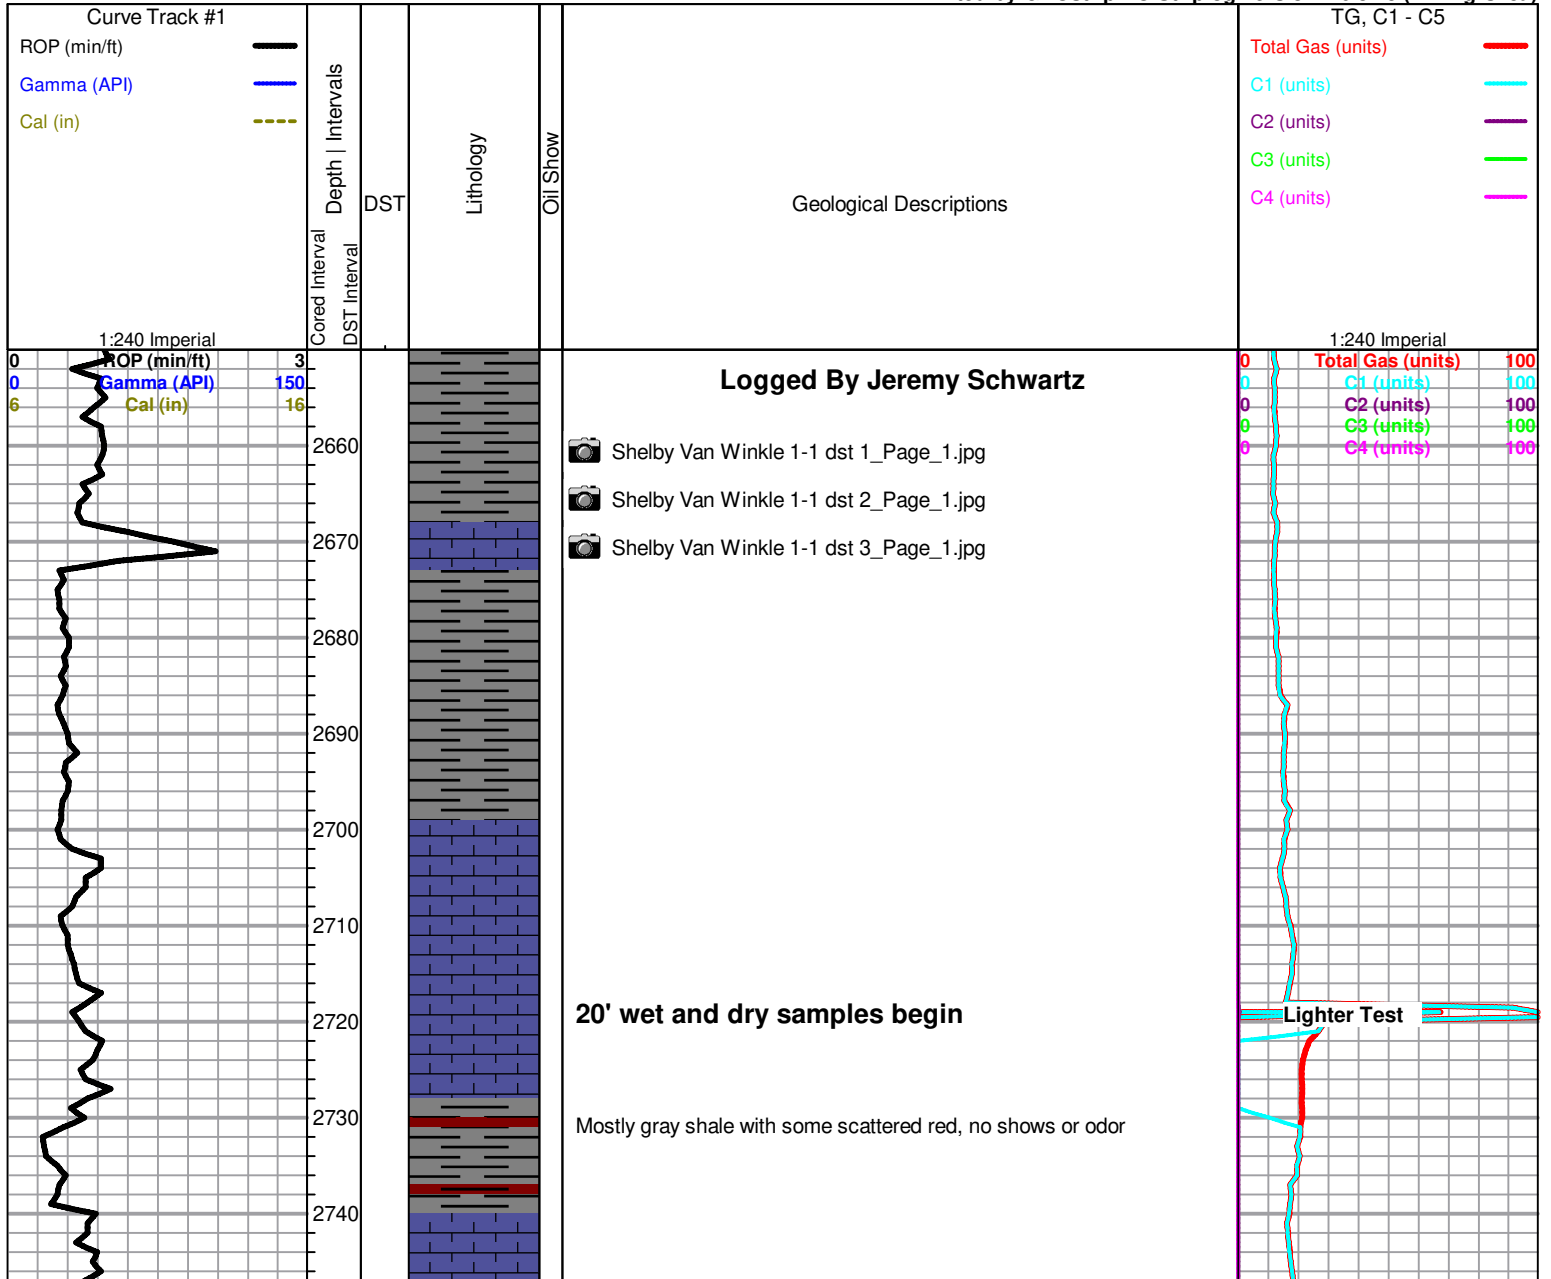 Curve Track #1
ROP (min/ft)
Gamma (API)
Cal (in)
1:240 Imperial
Depth | Intervals
Cored Interval
DST Interval
DST
Lithology
Oil Show
Geological Descriptions
TG, C1 - C5
Total Gas (units)
C1 (units)
C2 (units)
C3 (units)
C4 (units)
1:240 Imperial
0 ROP (min/ft) 3
0 Gamma (API) 150
6 Cal (in) 16
0 Total Gas (units) 100
0 C1 (units) 100
0 C2 (units) 100
0 C3 (units) 100
0 C4 (units) 100
Logged By Jeremy Schwartz
2660
Shelby Van Winkle 1-1 dst 1_Page_1.jpg
Shelby Van Winkle 1-1 dst 2_Page_1.jpg
2670
Shelby Van Winkle 1-1 dst 3_Page_1.jpg
2680
2690
2700
2710
20' wet and dry samples begin
Lighter Test
2720
2730
Mostly gray shale with some scattered red, no shows or odor
2740